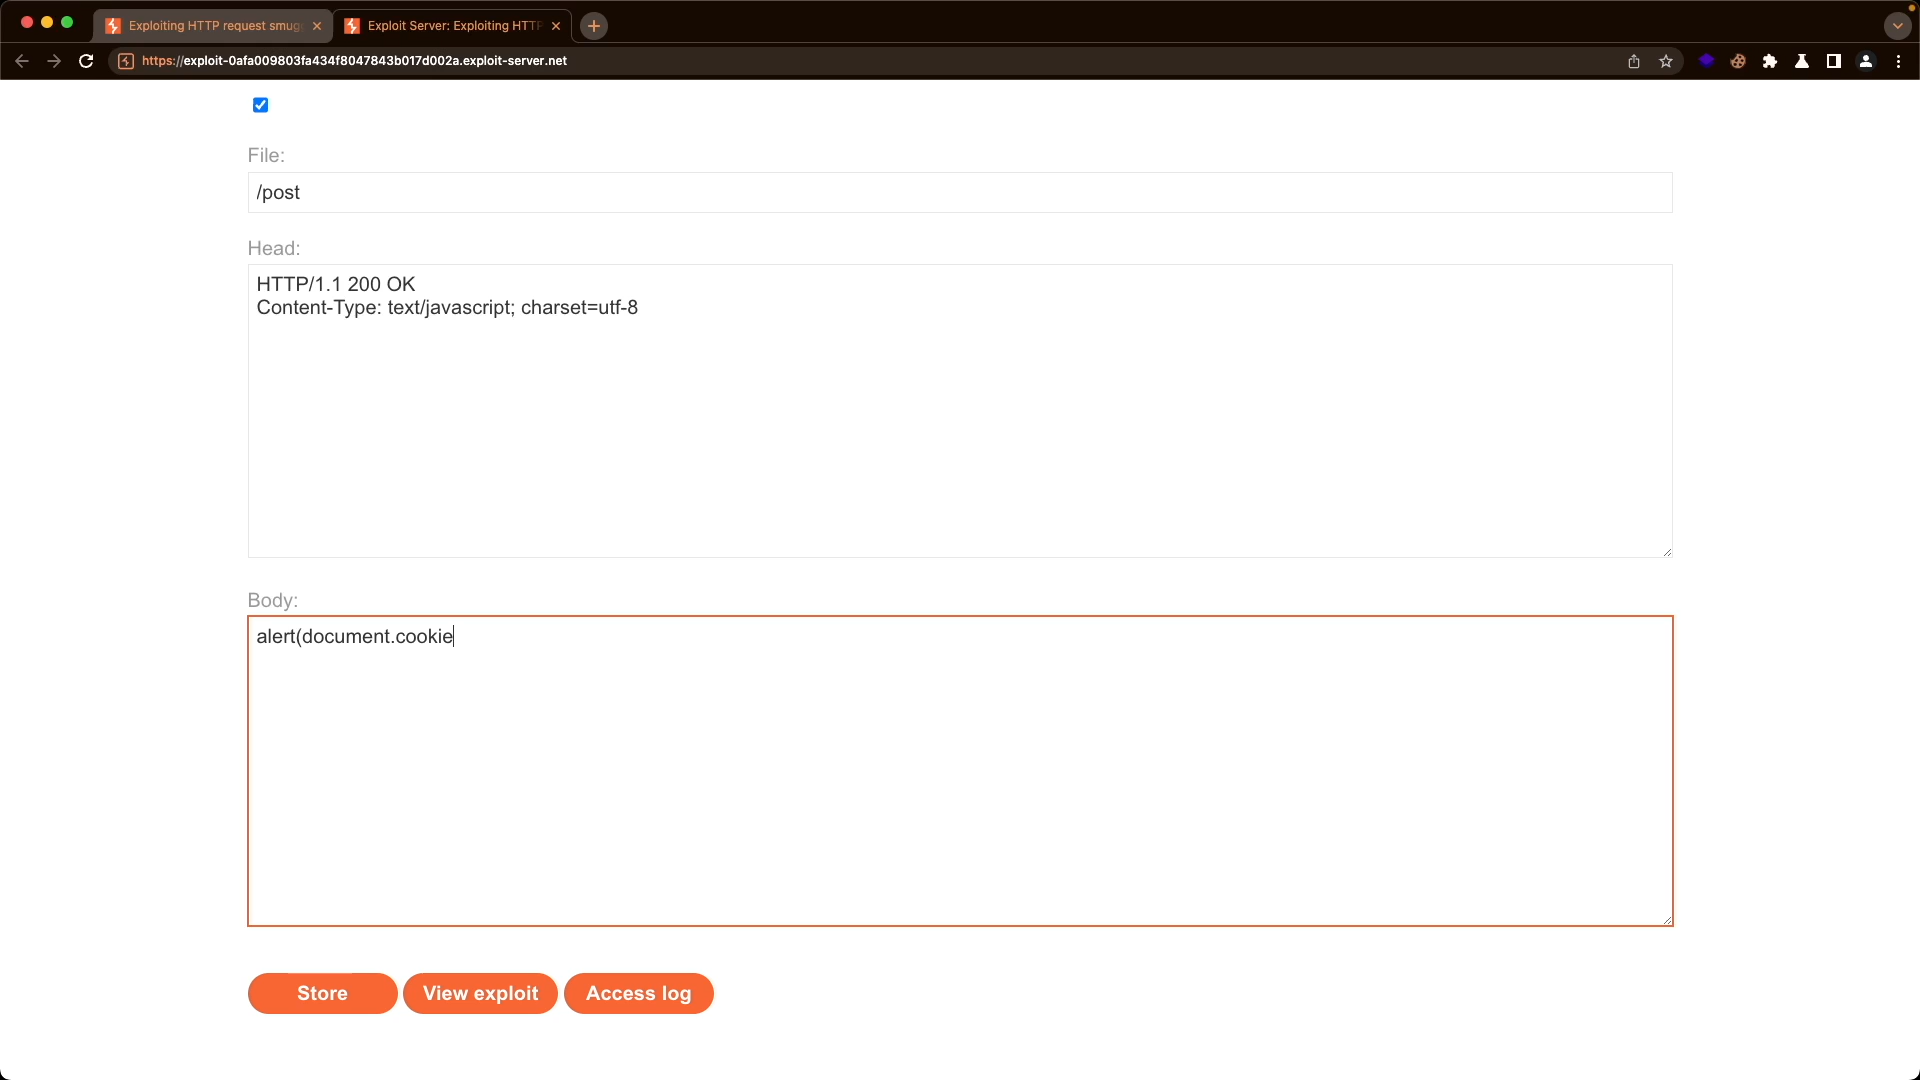 Exploiting HTTP request smug
Exploit Server: Exploiting HTTP
https://exploit-0afa009803fa434f8047843b017d002a.exploit-server.net
File:
/post
Head:
HTTP/1.1 200 OK
Content-Type: text/javascript; charset=utf-8
Body:
alert(document.cookie
Store
View exploit
Access log